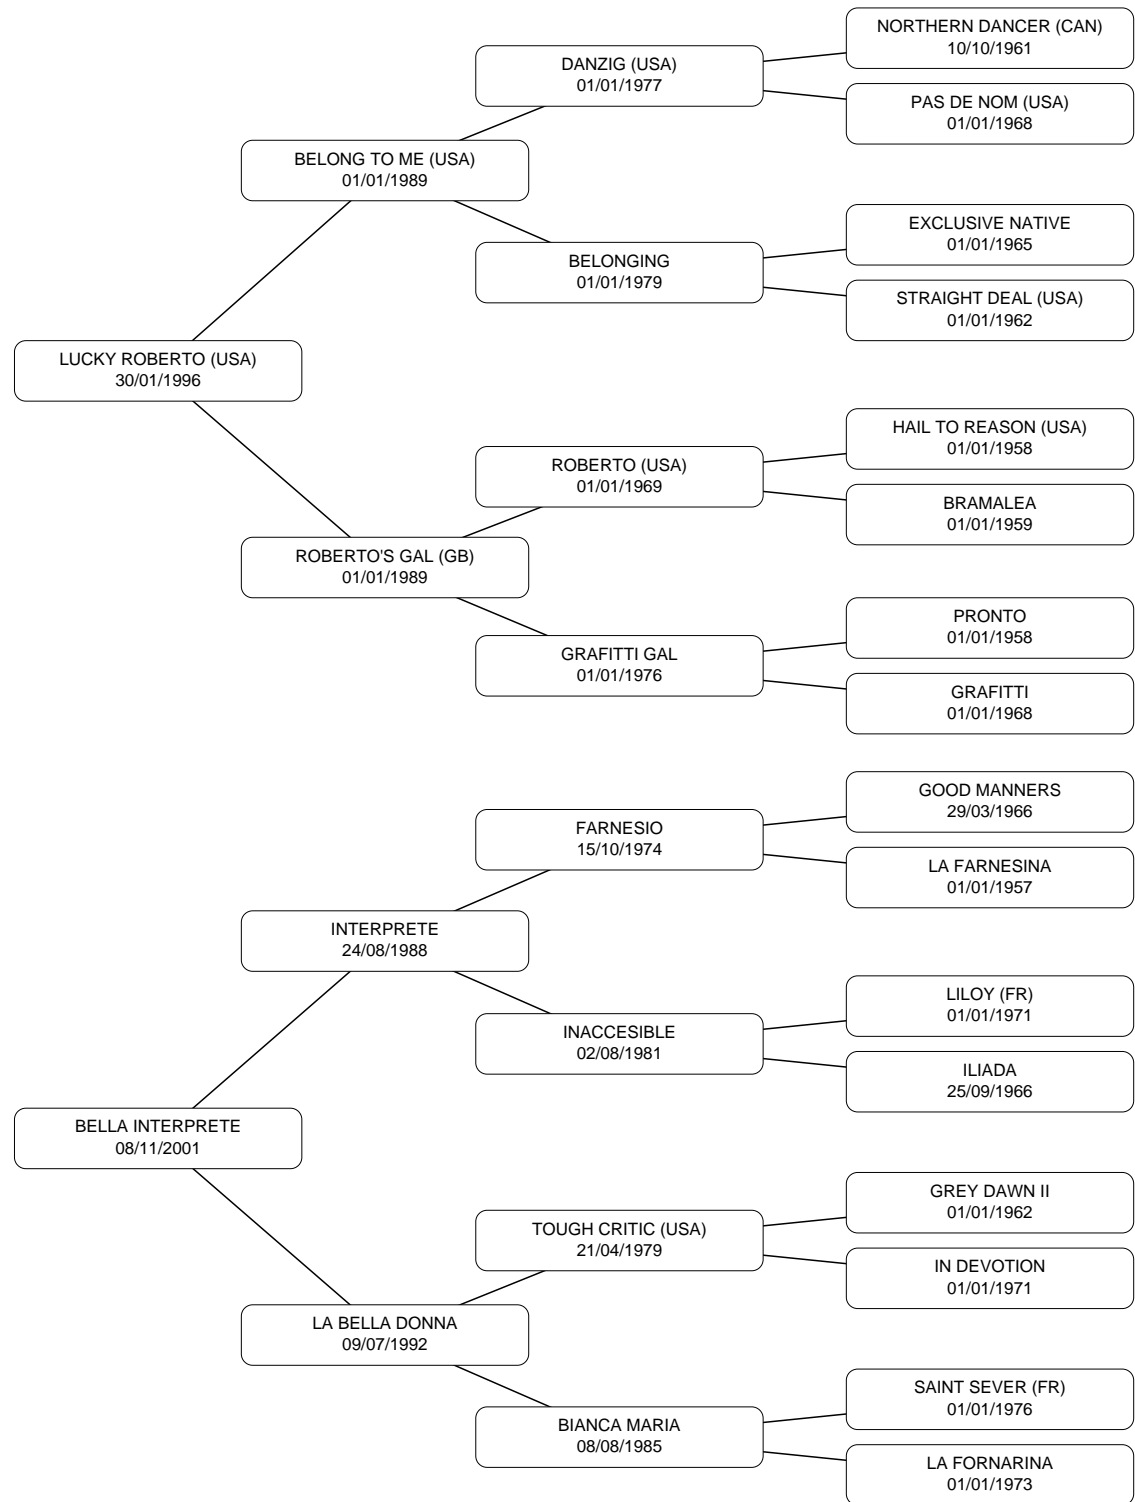 NORTHERN DANCER (CAN)
10/10/1961
DANZIG (USA)
01/01/1977
PAS DE NOM (USA)
01/01/1968
BELONG TO ME (USA)
01/01/1989
EXCLUSIVE NATIVE
01/01/1965
BELONGING
01/01/1979
STRAIGHT DEAL (USA)
01/01/1962
LUCKY ROBERTO (USA)
30/01/1996
HAIL TO REASON (USA)
01/01/1958
ROBERTO (USA)
01/01/1969
BRAMALEA
01/01/1959
ROBERTO'S GAL (GB)
01/01/1989
PRONTO
01/01/1958
GRAFITTI GAL
01/01/1976
GRAFITTI
01/01/1968
GOOD MANNERS
29/03/1966
FARNESIO
15/10/1974
LA FARNESINA
01/01/1957
INTERPRETE
24/08/1988
LILOY (FR)
01/01/1971
INACCESIBLE
02/08/1981
ILIADA
25/09/1966
BELLA INTERPRETE
08/11/2001
GREY DAWN II
01/01/1962
TOUGH CRITIC (USA)
21/04/1979
IN DEVOTION
01/01/1971
LA BELLA DONNA
09/07/1992
SAINT SEVER (FR)
01/01/1976
BIANCA MARIA
08/08/1985
LA FORNARINA
01/01/1973